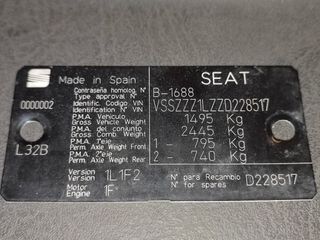 Made in Spain
SEAT
Contraseña homolog. N°
Type approval N°
B-1688
0000002
Identific. Codigo VIN
Identification N° VIN
VSSZZZ1LZZD228517
P.M.A. Vehiculo
Gross Vehicle Weight
1495 Kg
P.M.A. del conjunto
Gross Comb. Weight
2445 Kg
L32B
P.M.A. 1°eje
Perm. Axle Weight Front
1 - 795 Kg
P.M.A. 2°eje
Perm. Axle Weight Rear
2 - 740 Kg
Version
Version
1L1F2
Motor
Engine
1F
N° para Recambio
N° for spares
D228517